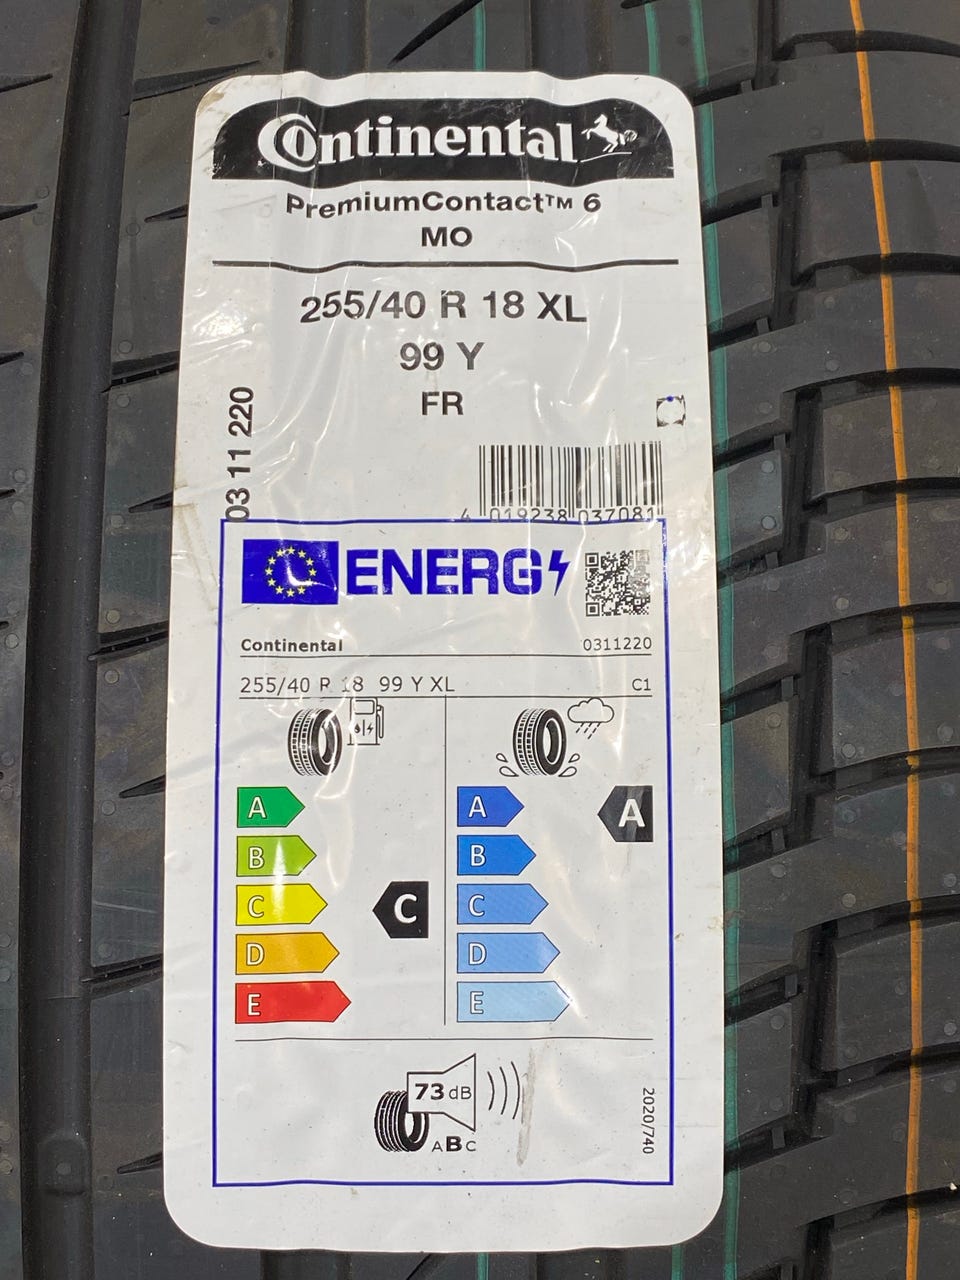 Continental
PremiumContact™ 6
MO
255/40 R 18 XL
99 Y
FR
03 11 220
4 019238 037081
ENERG
Continental 0311220
255/40 R 18 99 Y XL C1
A A A
B B
C C C
D D
E E
73 dB
ABC
2020/740